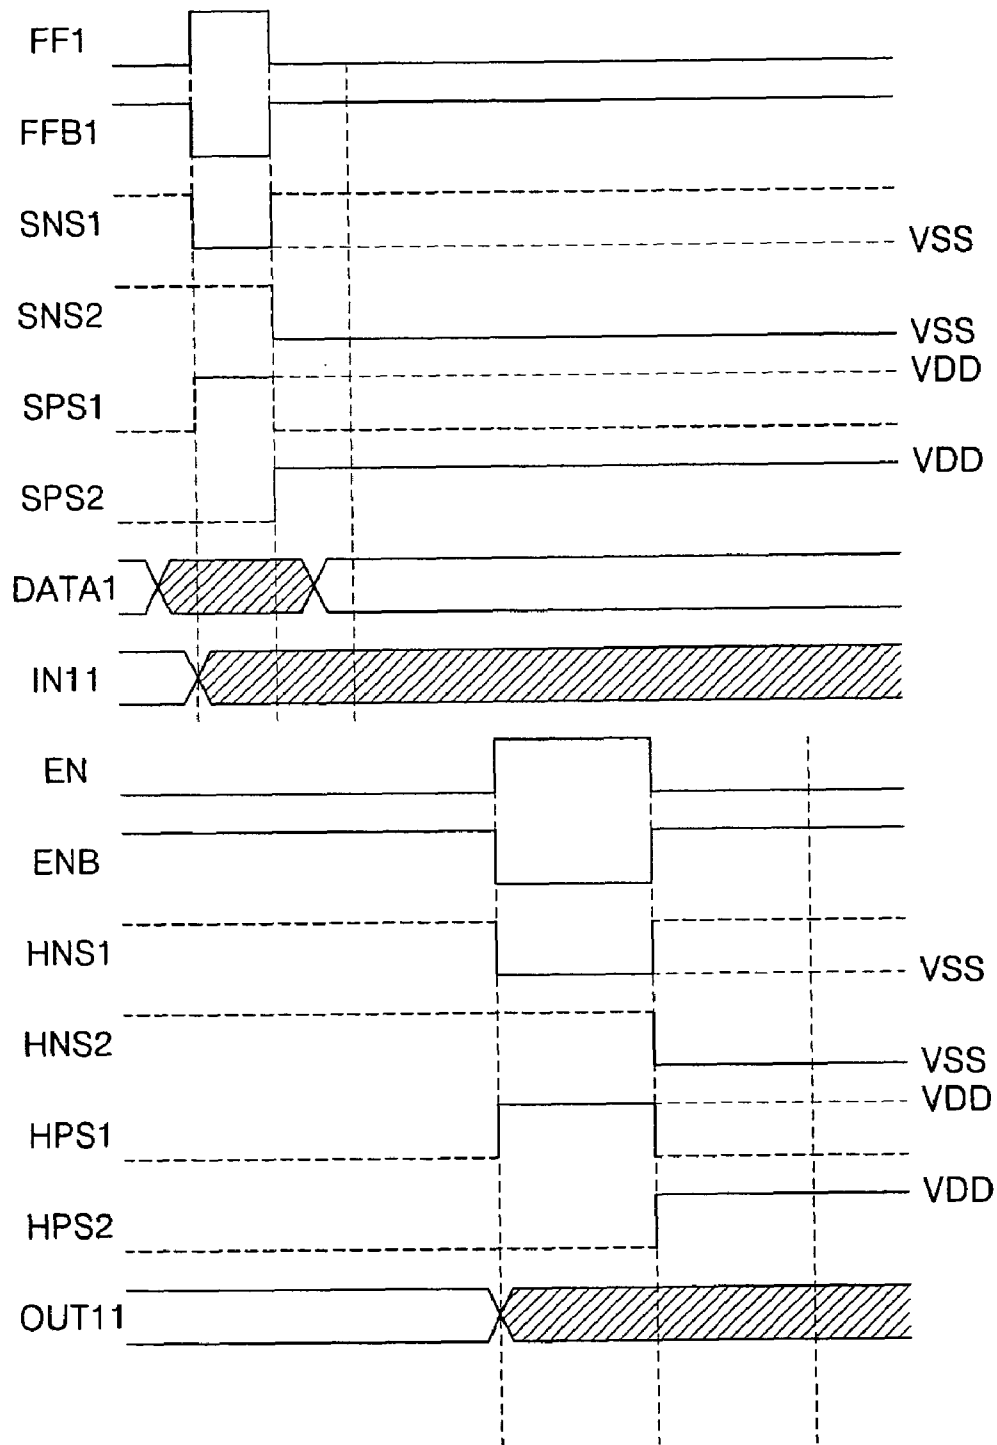 FF1
FFB1
SNS1
VSS
SNS2
VSS
VDD
SPS1
VDD
SPS2
DATA1
IN11
EN
ENB
HNS1
VSS
HNS2
VSS
VDD
HPS1
VDD
HPS2
OUT11